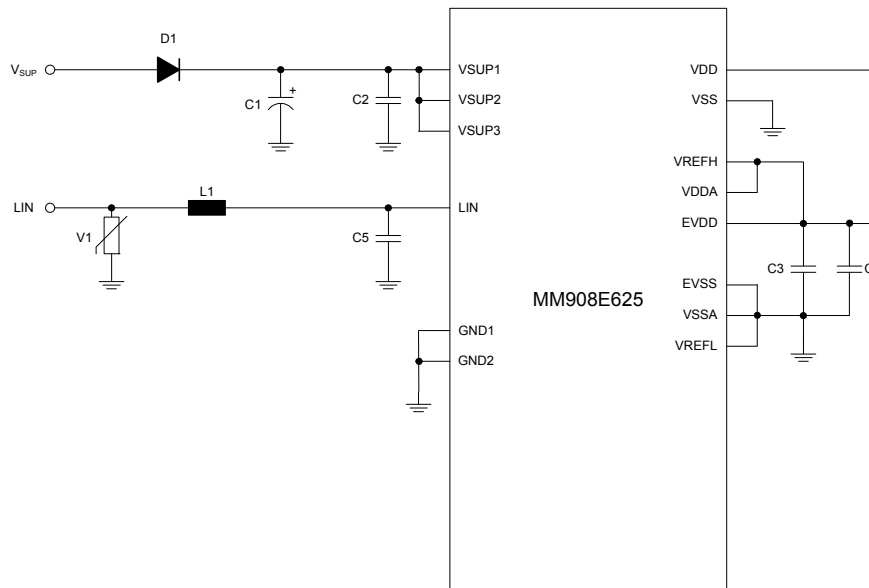 D1
VSUP
C1
+
C2
VSUP1
VSUP2
VSUP3
VDD
VSS
LIN
V1
L1
C5
LIN
VREFH
VDDA
EVDD
C3
EVSS
VSSA
VREFL
MM908E625
GND1
GND2